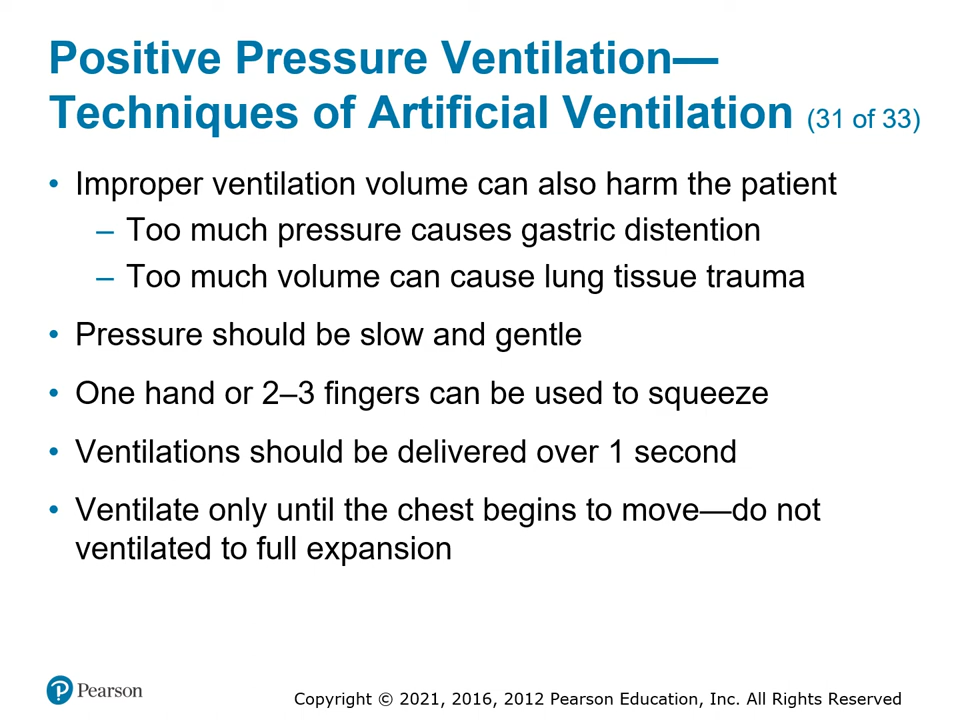 Positive Pressure Ventilation—
Techniques of Artificial Ventilation (31 of 33)
• Improper ventilation volume can also harm the patient
– Too much pressure causes gastric distention
– Too much volume can cause lung tissue trauma
• Pressure should be slow and gentle
• One hand or 2–3 fingers can be used to squeeze
• Ventilations should be delivered over 1 second
• Ventilate only until the chest begins to move—do not
ventilated to full expansion
Pearson
Copyright © 2021, 2016, 2012 Pearson Education, Inc. All Rights Reserved